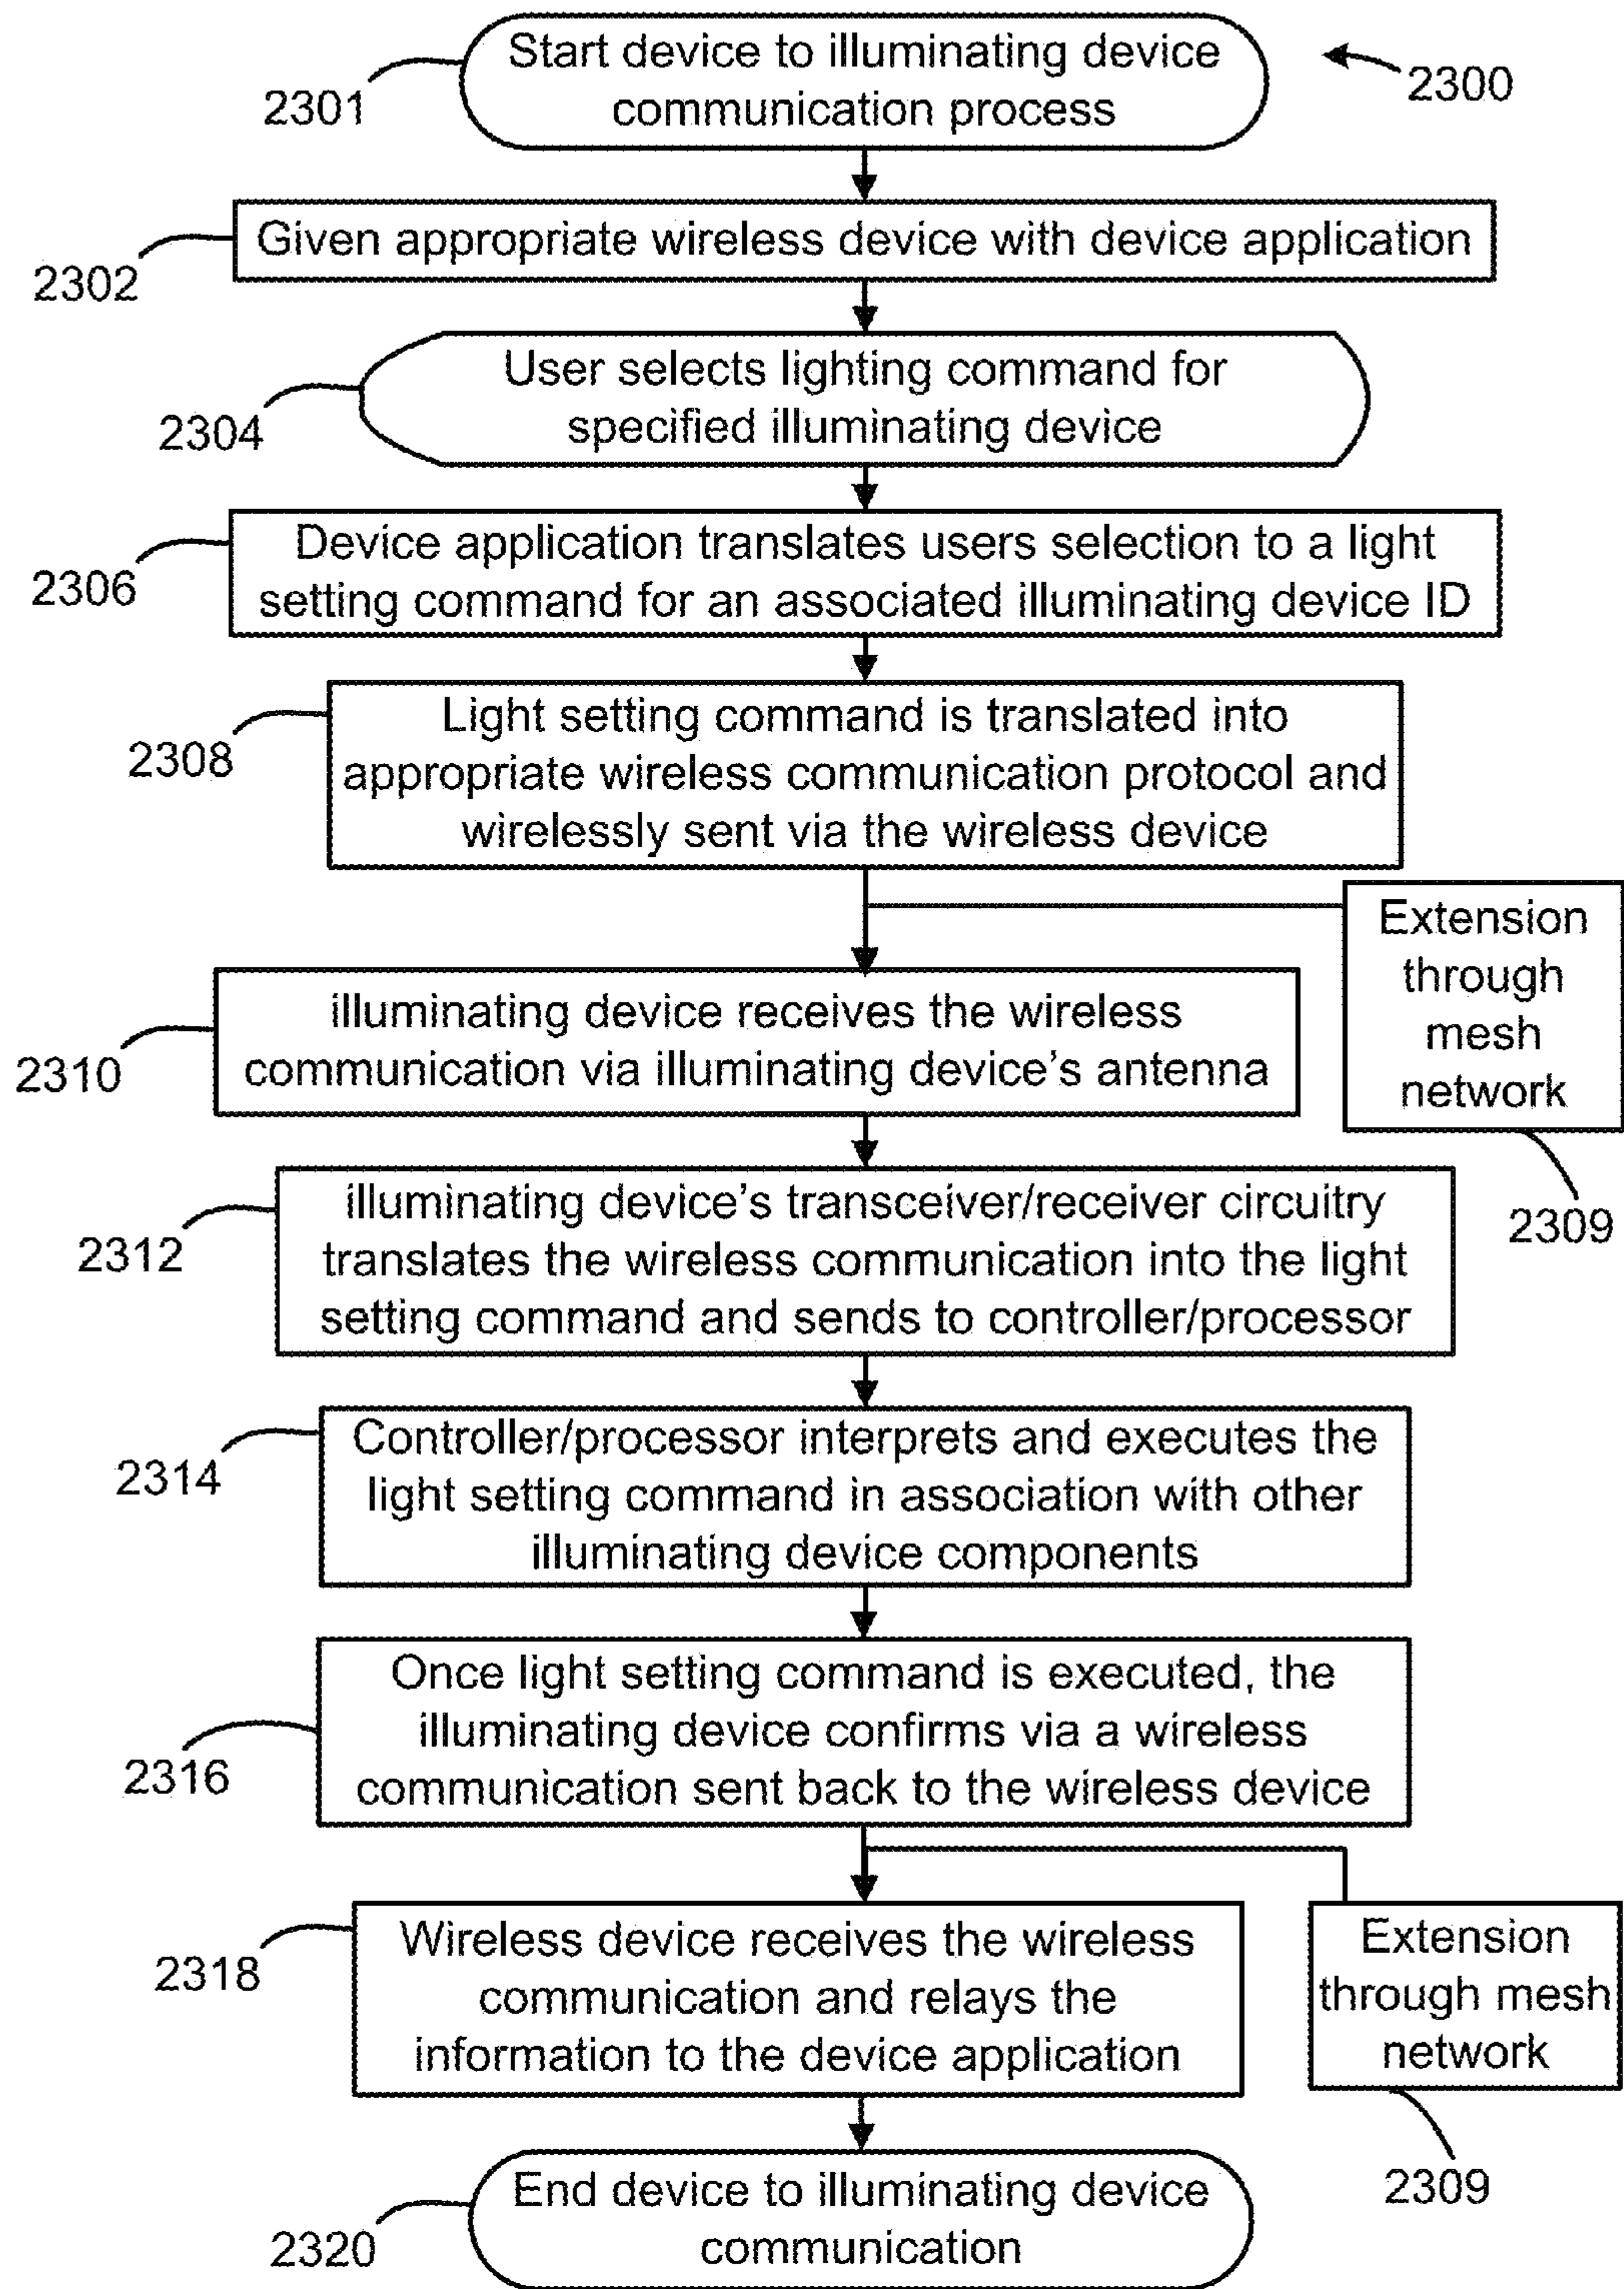 Start device to illuminating device
communication process
2301
2300
Given appropriate wireless device with device application
2302
User selects lighting command for
specified illuminating device
2304
Device application translates users selection to a light
setting command for an associated illuminating device ID
2306
Light setting command is translated into
appropriate wireless communication protocol and
wirelessly sent via the wireless device
2308
Extension
through
mesh
network
2309
illuminating device receives the wireless
communication via illuminating device's antenna
2310
illuminating device's transceiver/receiver circuitry
translates the wireless communication into the light
setting command and sends to controller/processor
2312
Controller/processor interprets and executes the
light setting command in association with other
illuminating device components
2314
Once light setting command is executed, the
illuminating device confirms via a wireless
communication sent back to the wireless device
2316
Wireless device receives the wireless
communication and relays the
information to the device application
2318
Extension
through mesh
network
2309
End device to illuminating device
communication
2320